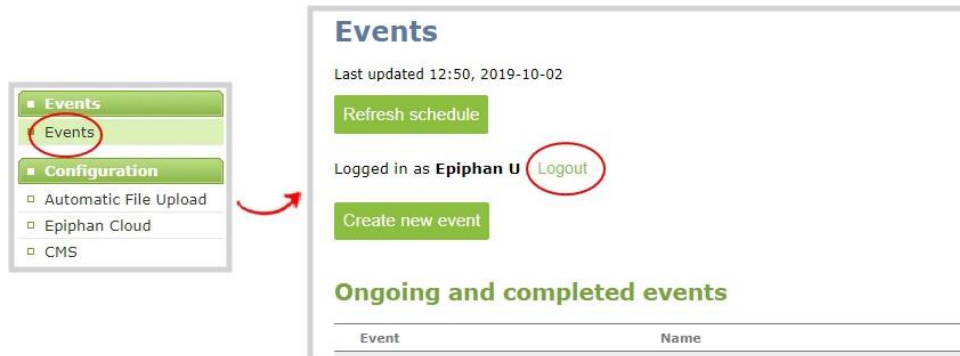 Events
Events
Configuration
Automatic File Upload
Epiphan Cloud
CMS
Events
Last updated 12:50, 2019-10-02
Refresh schedule
Logged in as Epiphan U Logout
Create new event
Ongoing and completed events
Event Name